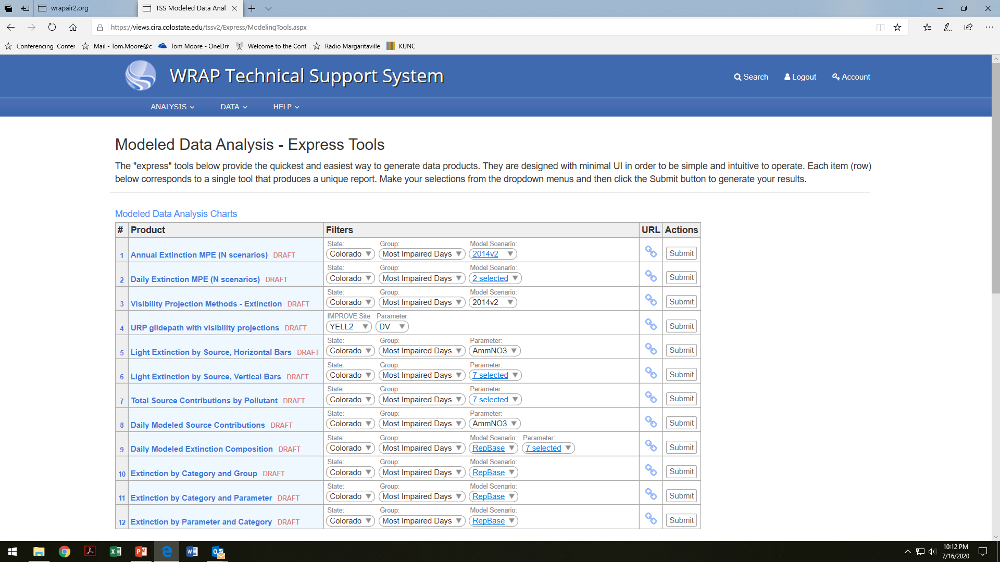 wrapair2.org
TSS Modeled Data Anal
https://views.cira.colostate.edu/tssv2/Express/ModelingTools.aspx
Conferencing Confer
Mail - Tom.Moore@c
Tom Moore - OneDri
Welcome to the Conf
Radio Margaritaville
KUNC
WRAP Technical Support System
Search Logout Account
ANALYSIS DATA HELP
Modeled Data Analysis - Express Tools
The "express" tools below provide the quickest and easiest way to generate data products. They are designed with minimal UI in order to be simple and intuitive to operate. Each item (row)
below corresponds to a single tool that produces a unique report. Make your selections from the dropdown menus and then click the Submit button to generate your results.
Modeled Data Analysis Charts
# Product Filters URL Actions
State: Group: Model Scenario:
1 Annual Extinction MPE (N scenarios) DRAFT Colorado Most Impaired Days 2014v2 Submit
State: Group: Model Scenario:
2 Daily Extinction MPE (N scenarios) DRAFT Colorado Most Impaired Days 2 selected Submit
State: Group: Model Scenario:
3 Visibility Projection Methods - Extinction DRAFT Colorado Most Impaired Days 2014v2 Submit
IMPROVE Site: Parameter:
4 URP glidepath with visibility projections DRAFT YELL2 DV Submit
State: Group: Parameter:
5 Light Extinction by Source, Horizontal Bars DRAFT Colorado Most Impaired Days AmmNO3 Submit
State: Group: Parameter:
6 Light Extinction by Source, Vertical Bars DRAFT Colorado Most Impaired Days 7 selected Submit
State: Group: Parameter:
7 Total Source Contributions by Pollutant DRAFT Colorado Most Impaired Days 7 selected Submit
State: Group: Parameter:
8 Daily Modeled Source Contributions DRAFT Colorado Most Impaired Days AmmNO3 Submit
State: Group: Model Scenario: Parameter:
9 Daily Modeled Extinction Composition DRAFT Colorado Most Impaired Days RepBase 7 selected Submit
State: Group: Model Scenario:
10 Extinction by Category and Group DRAFT Colorado Most Impaired Days RepBase Submit
State: Group: Model Scenario:
11 Extinction by Category and Parameter DRAFT Colorado Most Impaired Days RepBase Submit
State: Group: Model Scenario:
12 Extinction by Parameter and Category DRAFT Colorado Most Impaired Days RepBase Submit
10:12 PM
7/16/2020